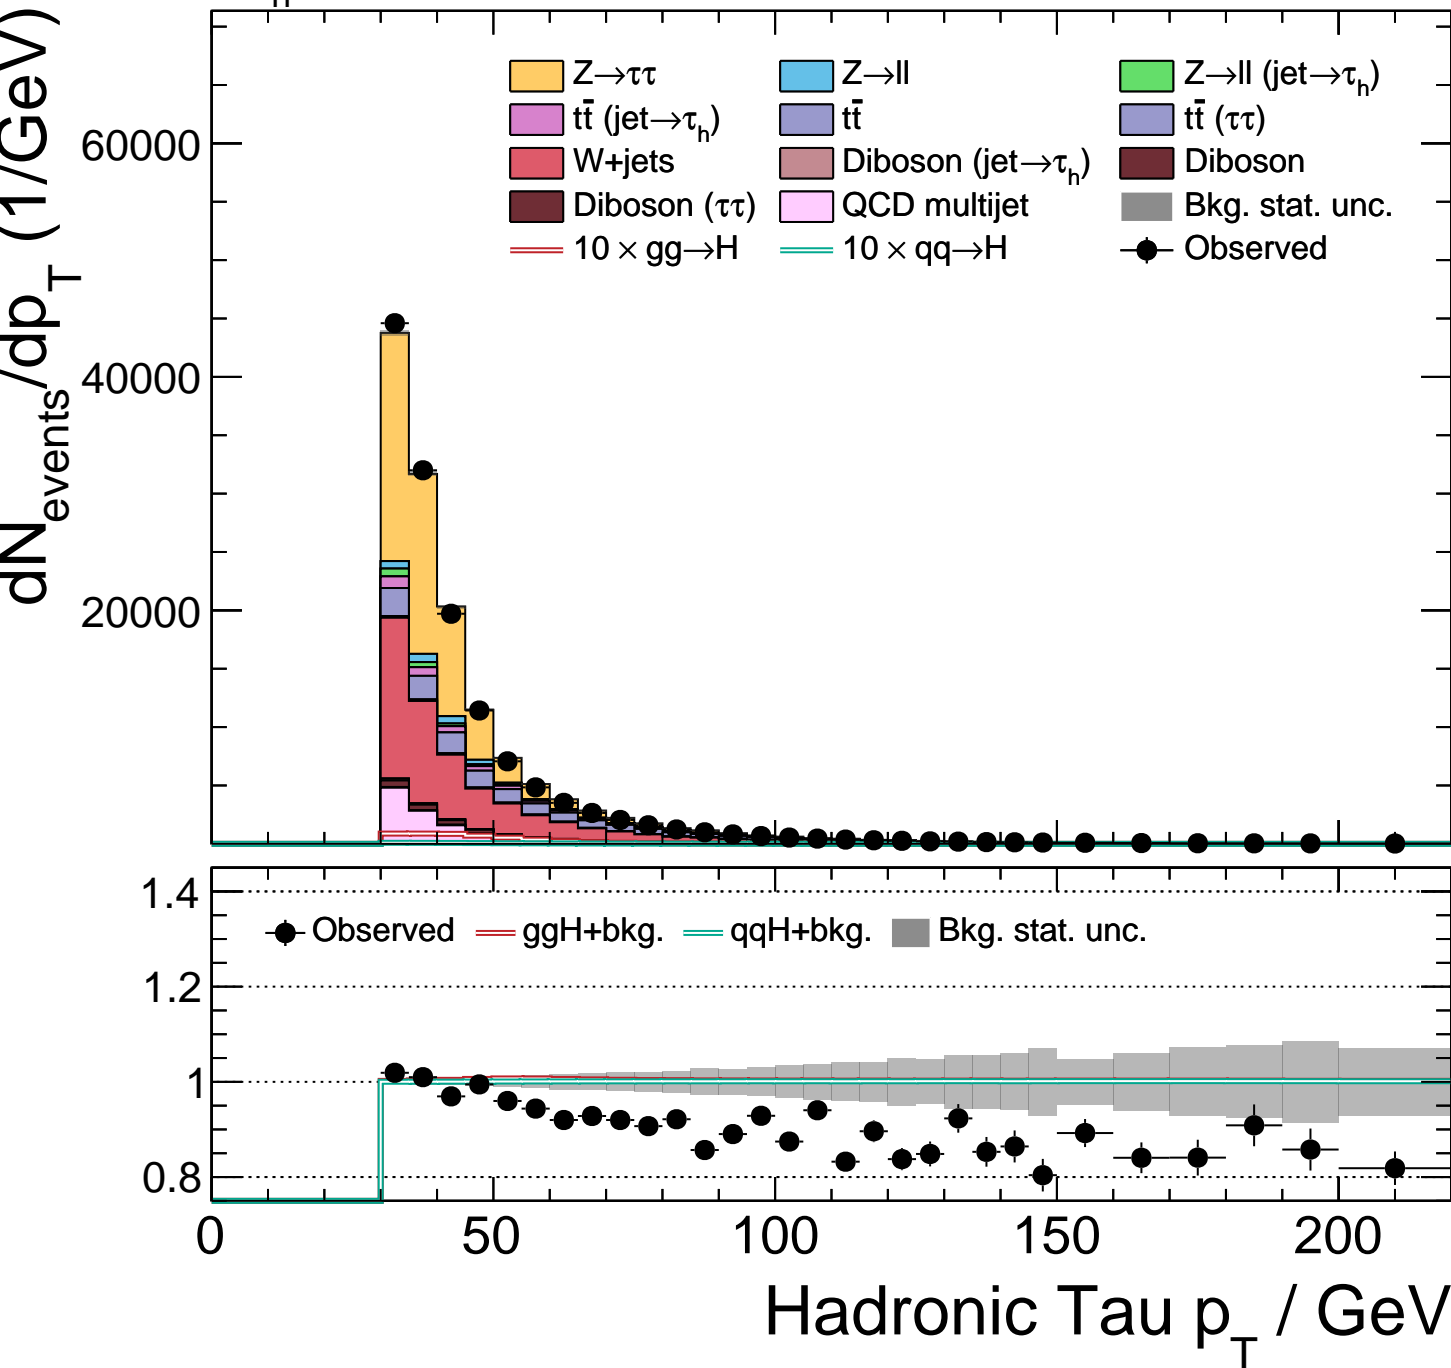 dN_events/dp_T (1/GeV)
Z→ττ Z→ll Z→ll (jet→τ_h)
tt̄ (jet→τ_h) tt̄ tt̄ (ττ)
W+jets Diboson (jet→τ_h) Diboson
Diboson (ττ) QCD multijet Bkg. stat. unc.
10 × gg→H 10 × qq→H Observed
60000
40000
20000
1.4
Observed ggH+bkg. qqH+bkg. Bkg. stat. unc.
1.2
1
0.8
0 50 100 150 200
Hadronic Tau p_T / GeV